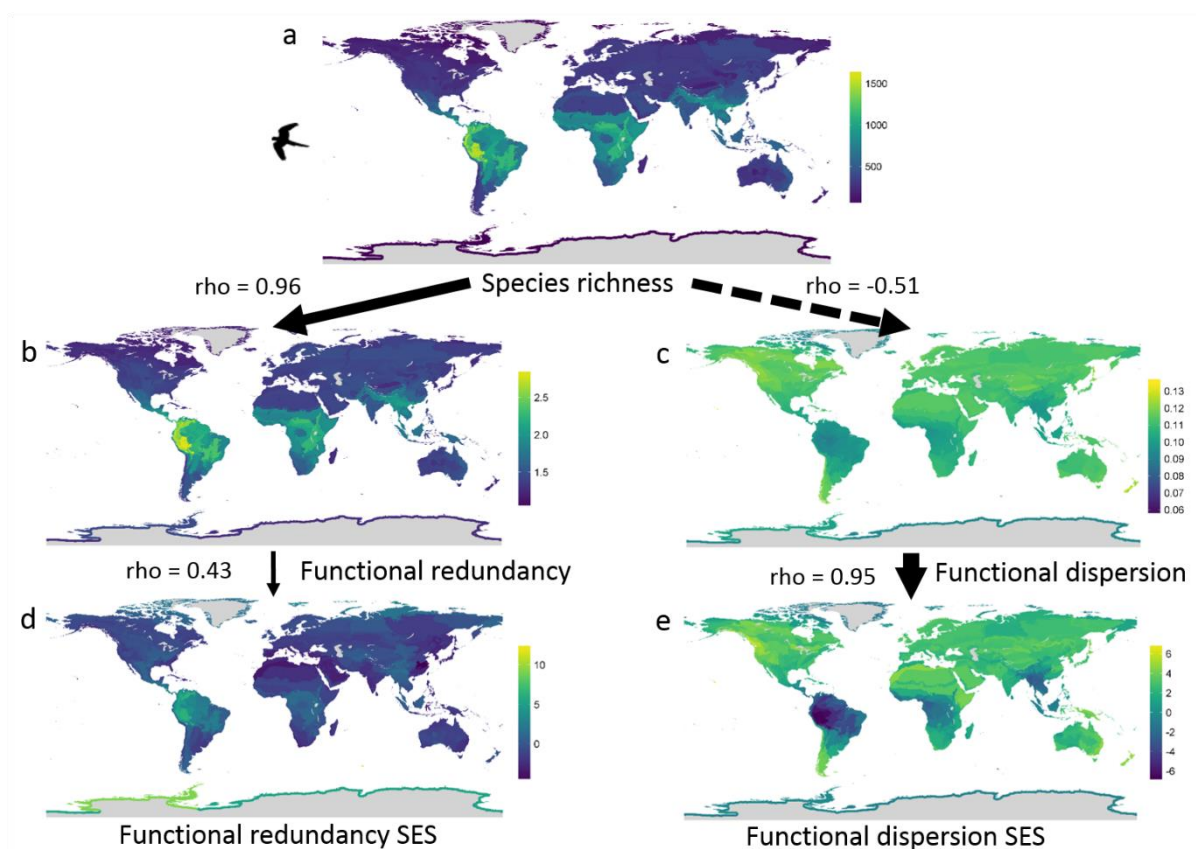 a
1500
1000
500
rho = 0.96
Species richness
rho = -0.51
b
2.5
2.0
1.5
c
0.13
0.12
0.11
0.10
0.09
0.08
0.07
0.06
rho = 0.43
Functional redundancy
rho = 0.95
Functional dispersion
d
10
5
0
e
6
4
2
0
-2
-4
-6
Functional redundancy SES
Functional dispersion SES